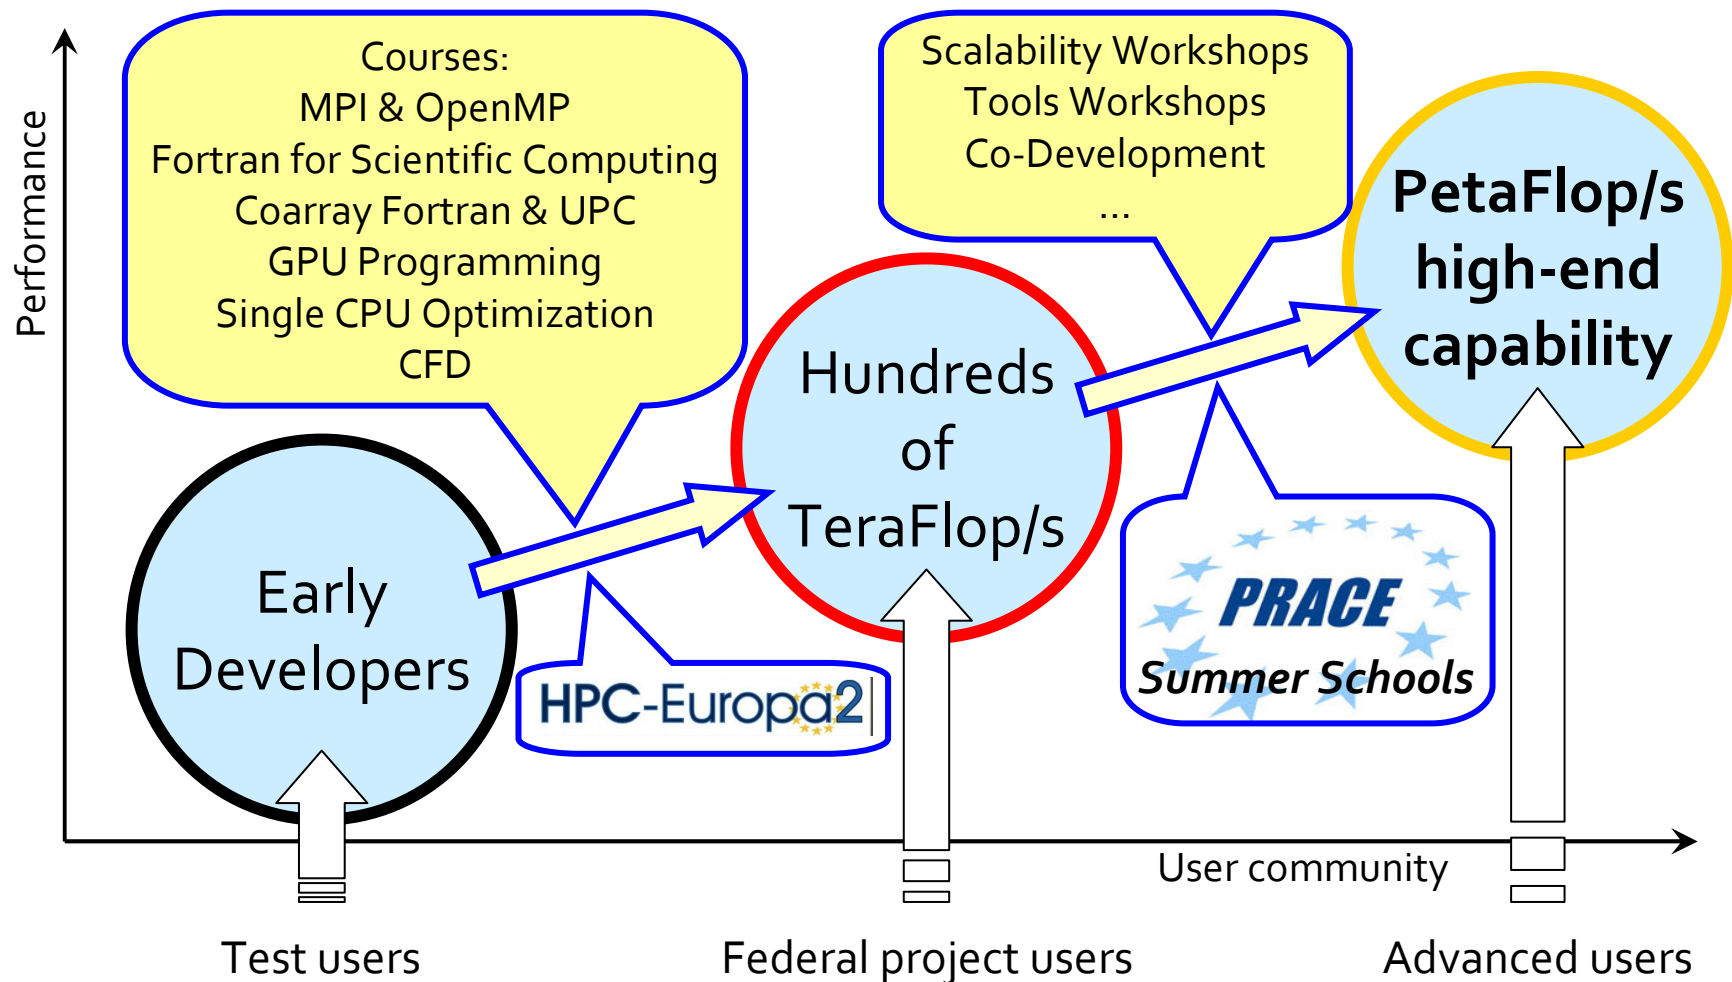 Performance
Courses:
MPI & OpenMP
Fortran for Scientific Computing
Coarray Fortran & UPC
GPU Programming
Single CPU Optimization
CFD
Scalability Workshops
Tools Workshops
Co-Development
...
PetaFlop/s
high-end
capability
Hundreds
of
TeraFlop/s
Early
Developers
HPC-Europa2
PRACE
Summer Schools
User community
Test users
Federal project users
Advanced users